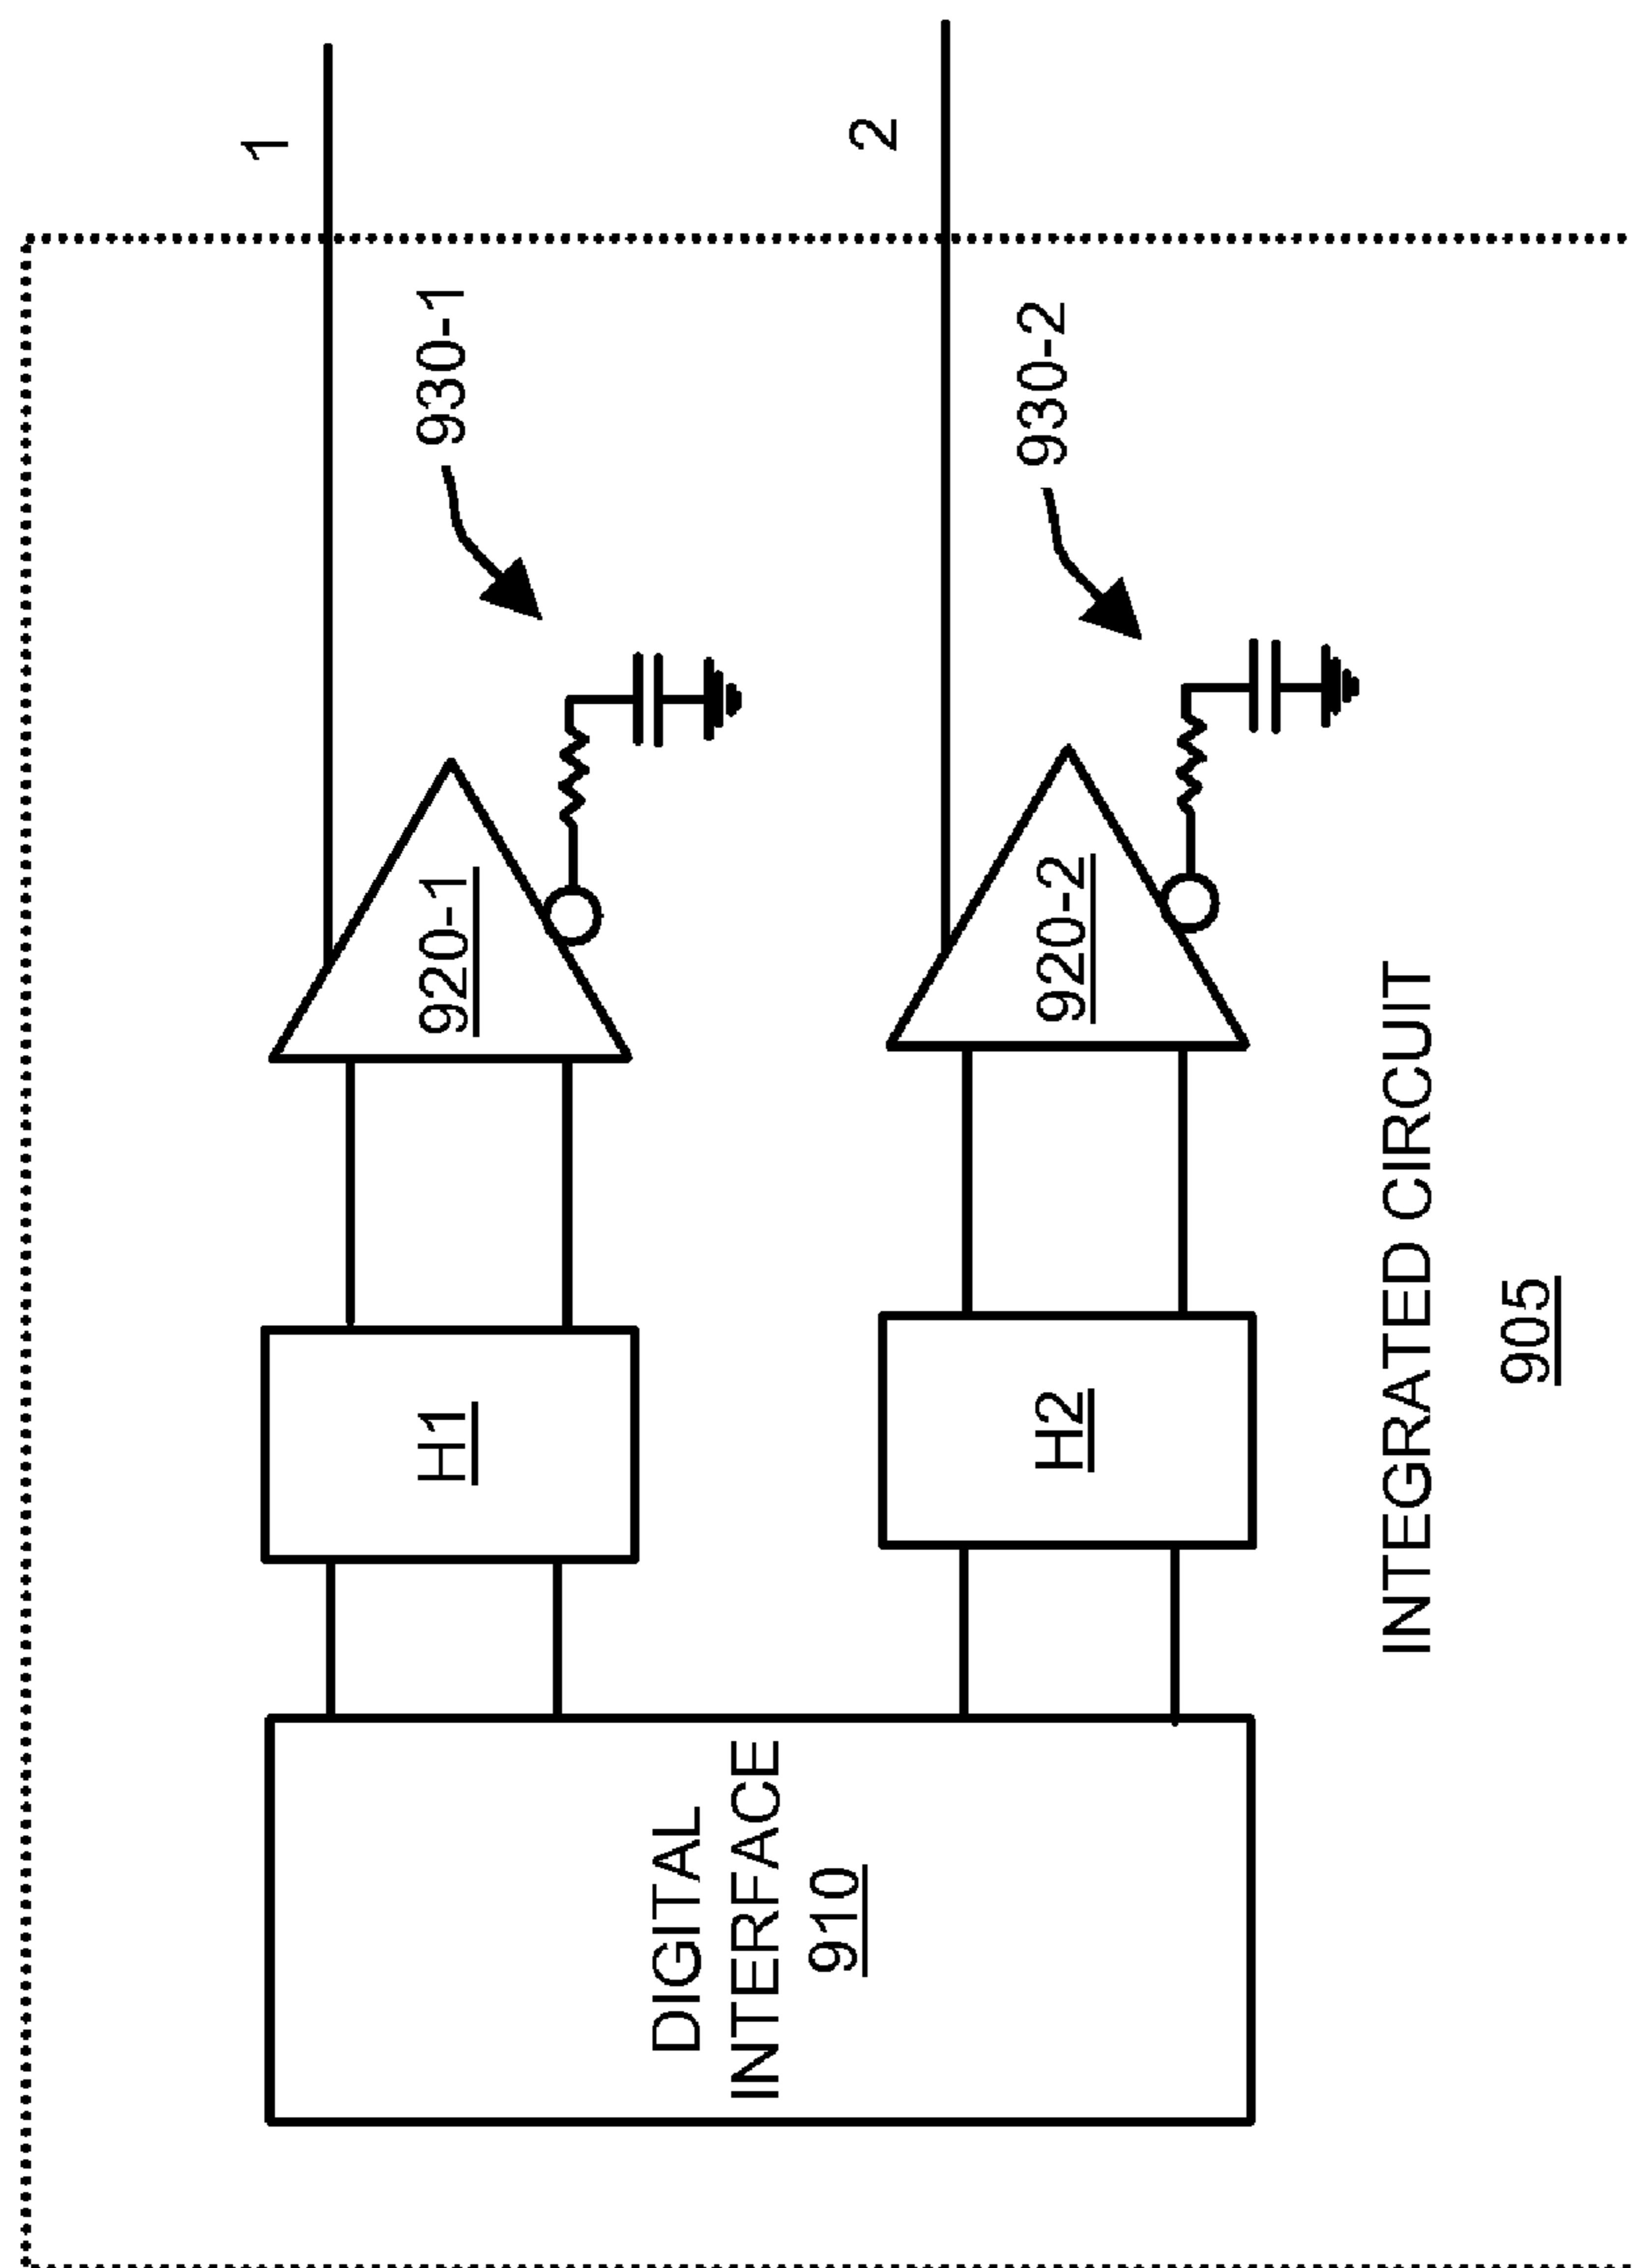 DIGITAL
INTERFACE
910
H1
920-1
930-1
1
H2
920-2
930-2
2
INTEGRATED CIRCUIT
905